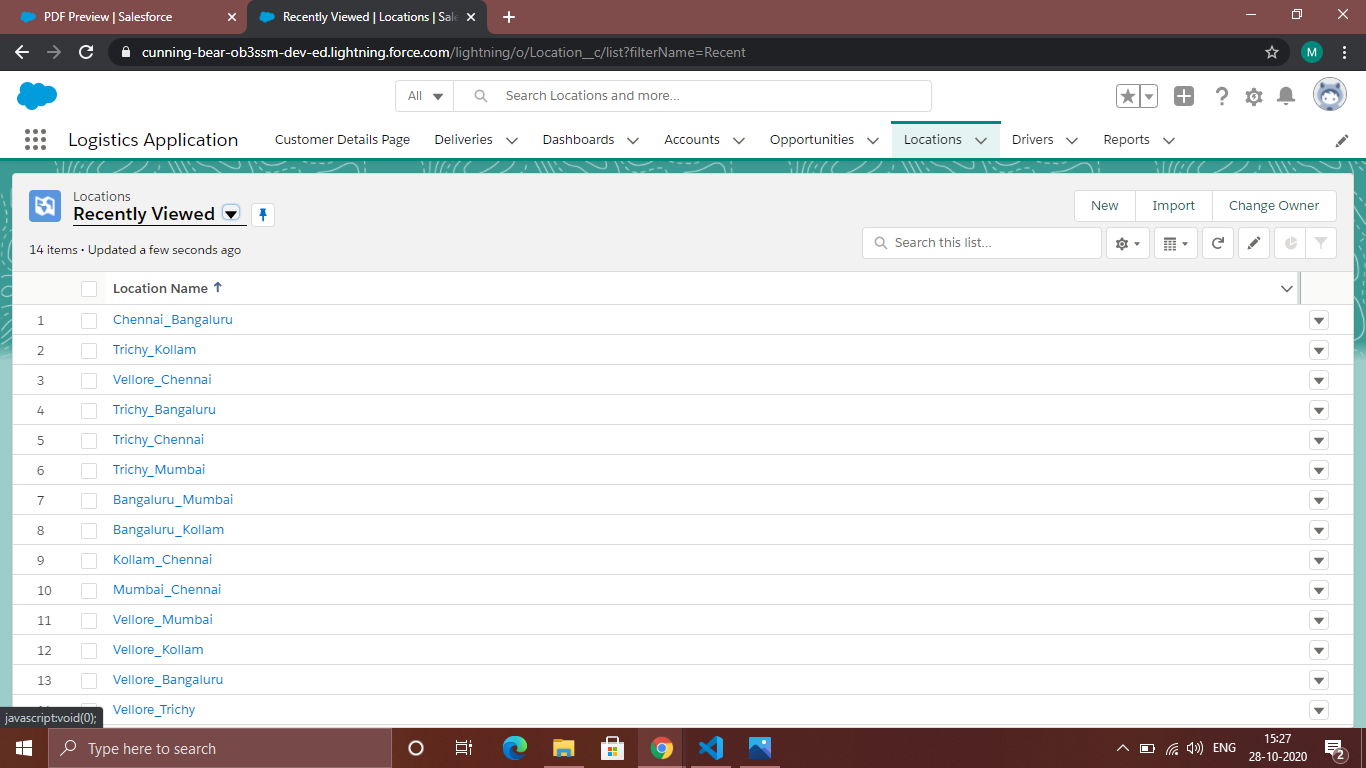 PDF Preview | Salesforce
Recently Viewed | Locations | Sale
cunning-bear-ob3ssm-dev-ed.lightning.force.com/lightning/o/Location__c/list?filterName=Recent
M
All
Search Locations and more...
Logistics Application
Customer Details Page Deliveries Dashboards Accounts Opportunities Locations Drivers Reports
Locations
Recently Viewed
New Import Change Owner
14 items • Updated a few seconds ago
Search this list...
Location Name
1 Chennai_Bangaluru
2 Trichy_Kollam
3 Vellore_Chennai
4 Trichy_Bangaluru
5 Trichy_Chennai
6 Trichy_Mumbai
7 Bangaluru_Mumbai
8 Bangaluru_Kollam
9 Kollam_Chennai
10 Mumbai_Chennai
11 Vellore_Mumbai
12 Vellore_Kollam
13 Vellore_Bangaluru
Vellore_Trichy
javascript:void(0);
Type here to search
ENG
15:27
28-10-2020
2